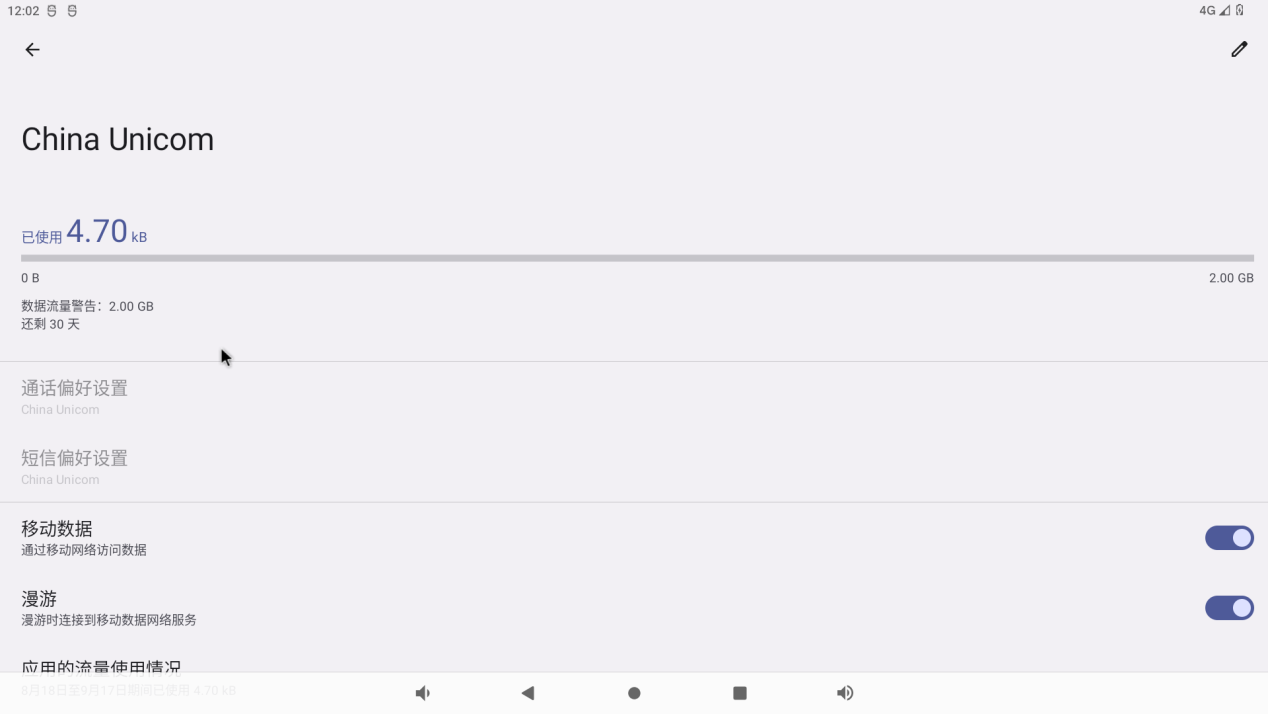 12:02
4G
China Unicom
已使用 4.70 kB
0 B
2.00 GB
数据流量警告：2.00 GB
还剩 30 天
通话偏好设置
China Unicom
短信偏好设置
China Unicom
移动数据
通过移动网络访问数据
漫游
漫游时连接到移动数据网络服务
应用的流量使用情况
8月18日至9月17日期间已使用 4.70 kB